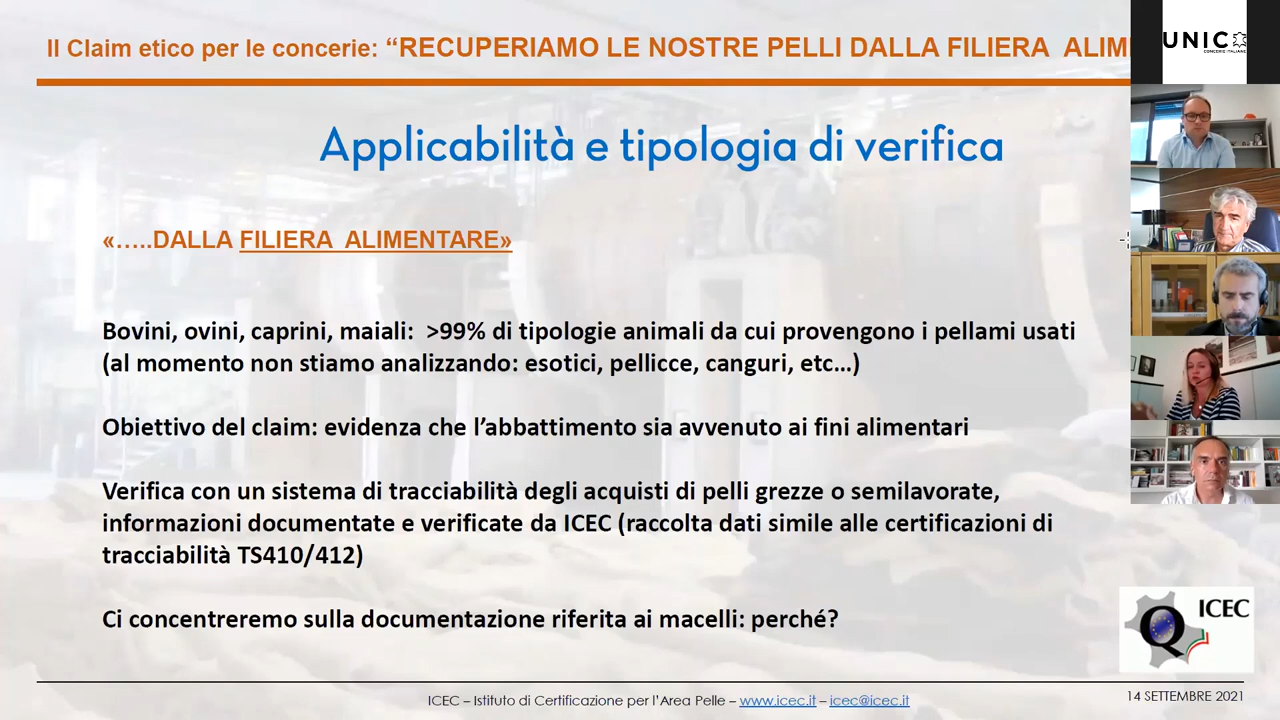 Il Claim etico per le concerie: “RECUPERIAMO LE NOSTRE PELLI DALLA FILIERA
UNIC
CONCERIE ITALIANE
Applicabilità e tipologia di verifica
«…..DALLA FILIERA ALIMENTARE»
Bovini, ovini, caprini, maiali: >99% di tipologie animali da cui provengono i pellami usati
(al momento non stiamo analizzando: esotici, pellicce, canguri, etc…)
Obiettivo del claim: evidenza che l’abbattimento sia avvenuto ai fini alimentari
Verifica con un sistema di tracciabilità degli acquisti di pelli grezze o semilavorate,
informazioni documentate e verificate da ICEC (raccolta dati simile alle certificazioni di
tracciabilità TS410/412)
Ci concentreremo sulla documentazione riferita ai macelli: perché?
Q ICEC
ICEC – Istituto di Certificazione per l’Area Pelle – www.icec.it – icec@icec.it
14 SETTEMBRE 2021